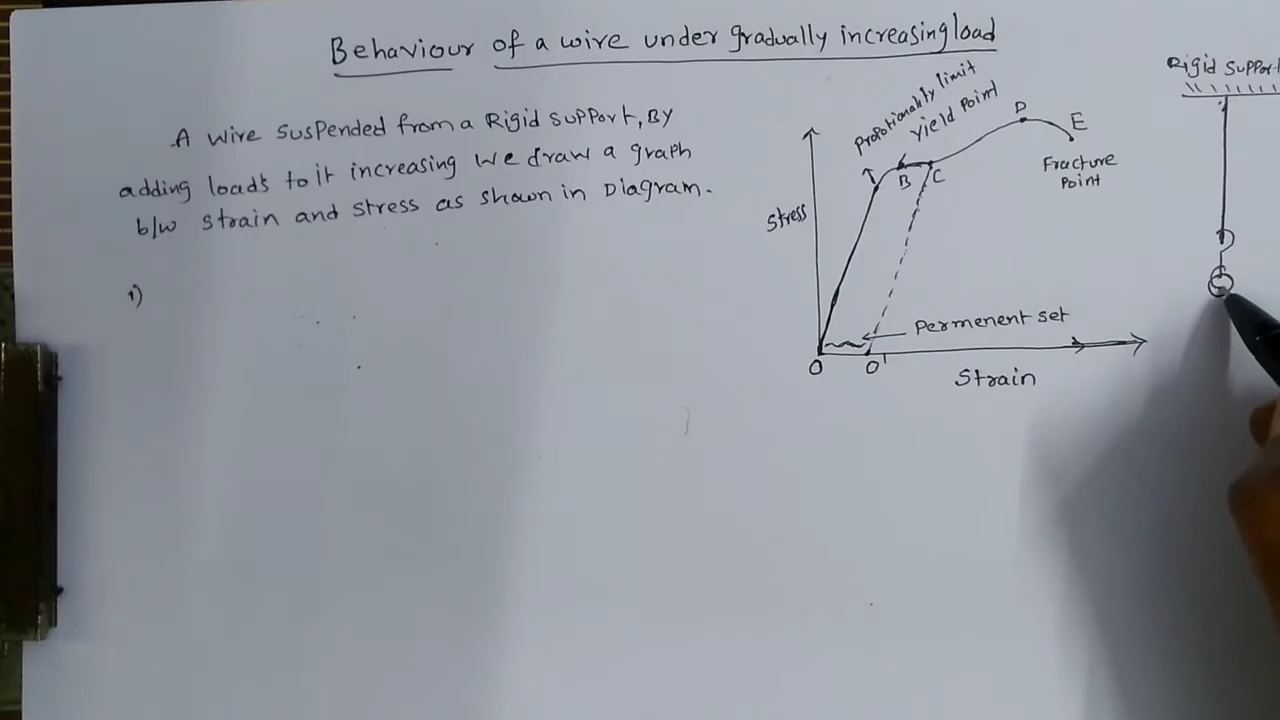 Behaviour of a wire under gradually increasing load
A wire suspended from a Rigid support, By
adding loads to it increasing we draw a graph
b/w strain and stress as shown in Diagram.
1)
Propotionality limit
Yield Point
D
E
Fracture
Point
B
C
Stress
Permenent set
O
O'
Strain
Rigid Support